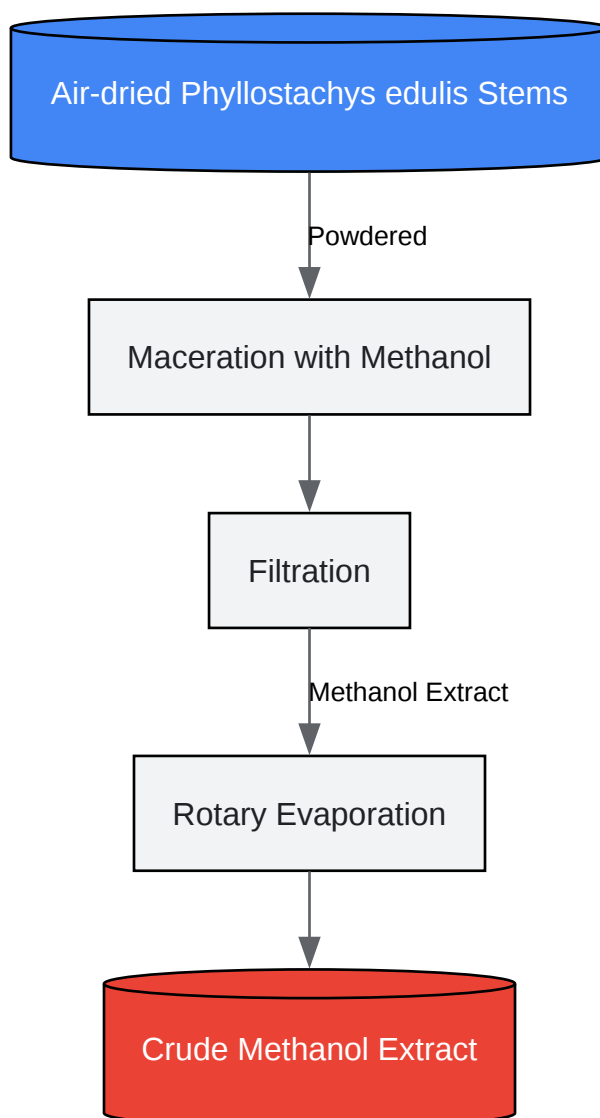 Air-dried Phyllostachys edulis Stems
Powdered
Maceration with Methanol
Filtration
Methanol Extract
Rotary Evaporation
Crude Methanol Extract